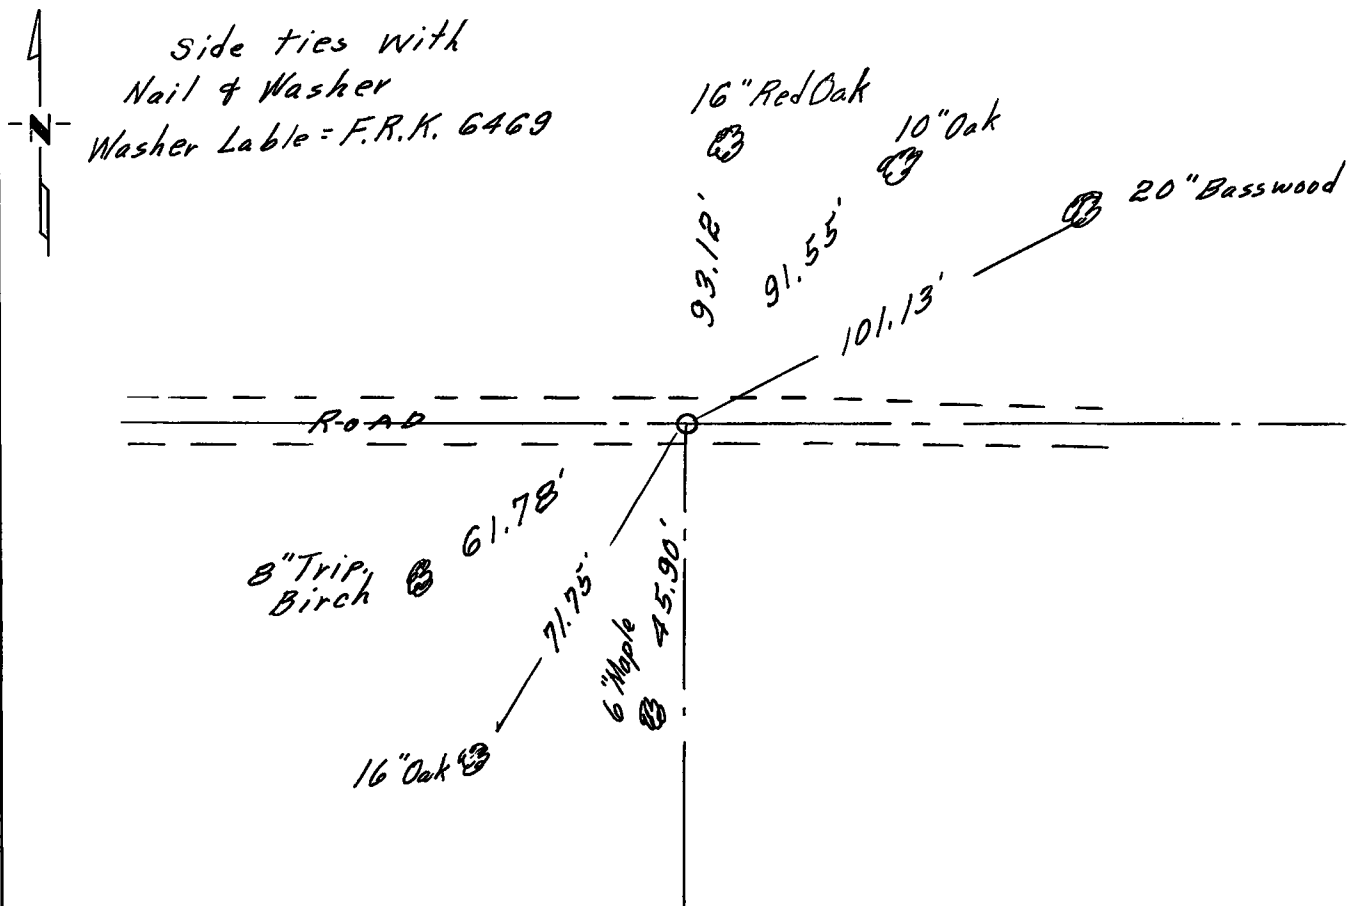 Side ties with
Nail & Washer
Washer Lable = F.R.K. 6469
N
16" Red Oak
10" Oak
20" Basswood
93.12'
91.55'
101.13'
ROAD
61.78'
8" Trip.
Birch
71.75'
45.90'
6" Maple
16" Oak